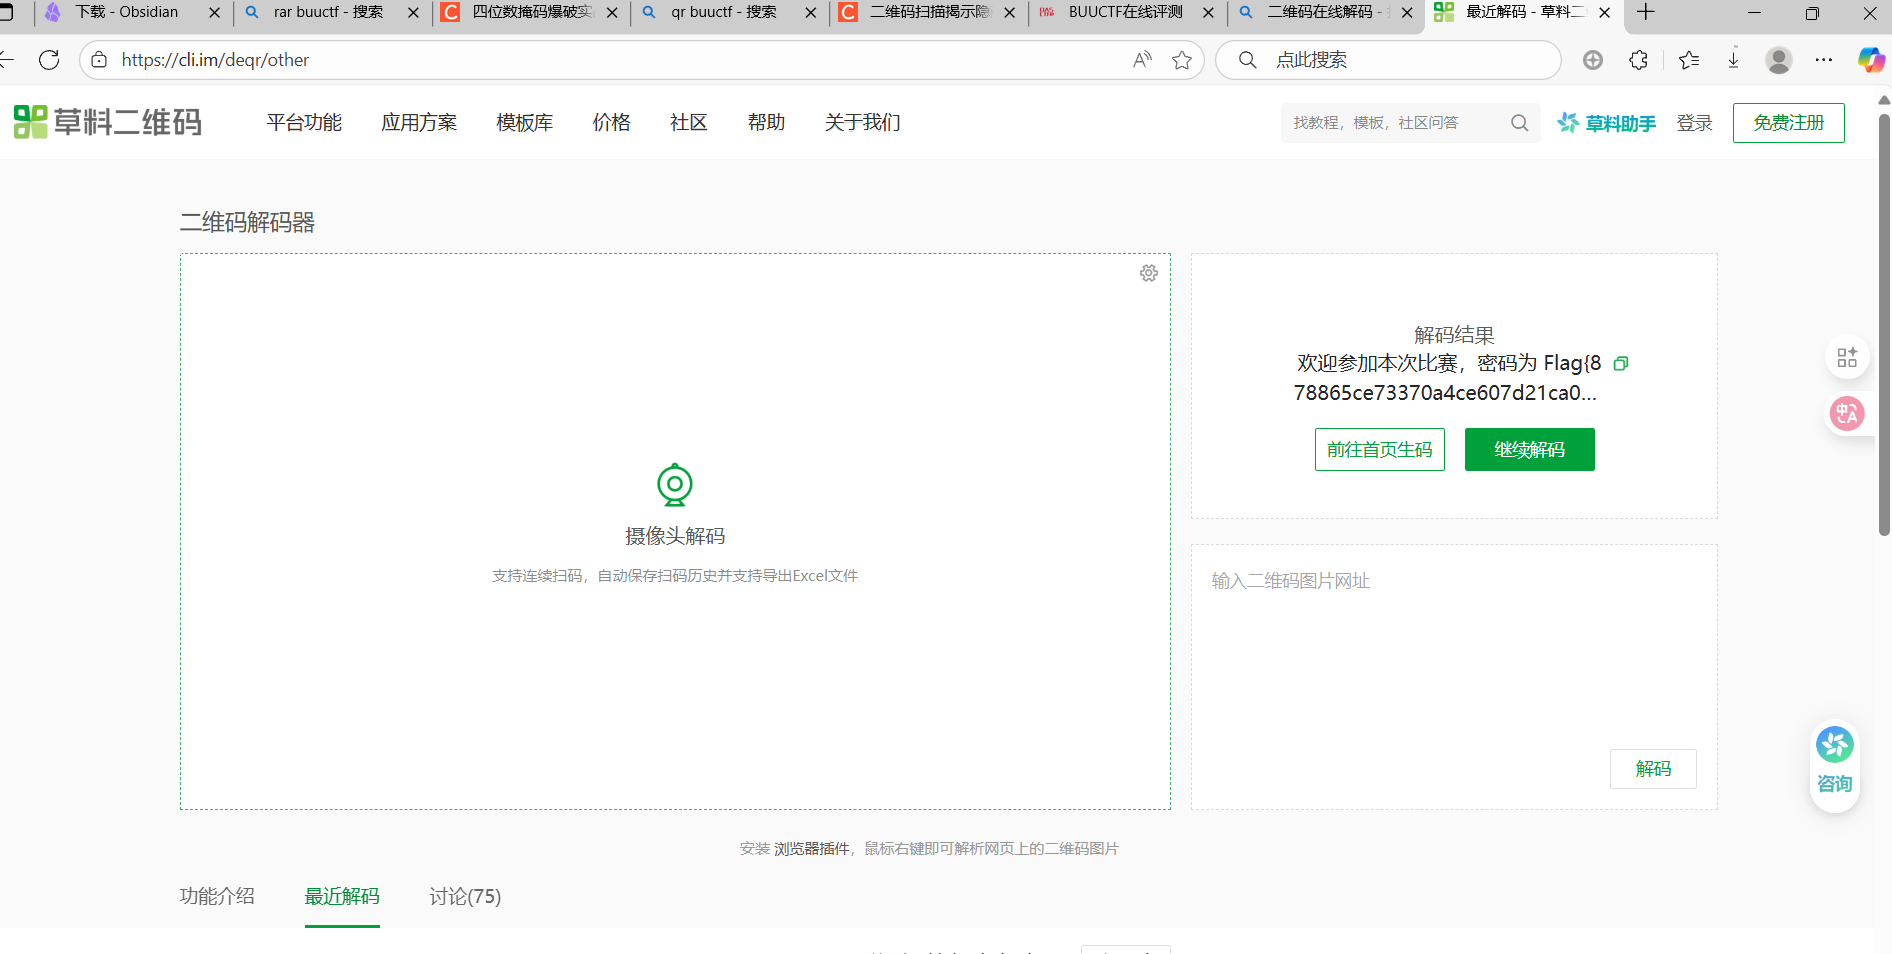 下载 - Obsidian
rar buuctf - 搜索
四位数掩码爆破实
qr buuctf - 搜索
二维码扫描揭示隐
BUUCTF在线评测
二维码在线解码 -
最近解码 - 草料二
https://cli.im/deqr/other
点此搜索
草料二维码
平台功能
应用方案
模板库
价格
社区
帮助
关于我们
找教程，模板，社区问答
草料助手
登录
免费注册
二维码解码器
摄像头解码
支持连续扫码，自动保存扫码历史并支持导出Excel文件
解码结果
欢迎参加本次比赛，密码为 Flag{8
78865ce73370a4ce607d21ca0...
前往首页生码
继续解码
输入二维码图片网址
解码
咨询
安装 浏览器插件，鼠标右键即可解析网页上的二维码图片
功能介绍
最近解码
讨论(75)